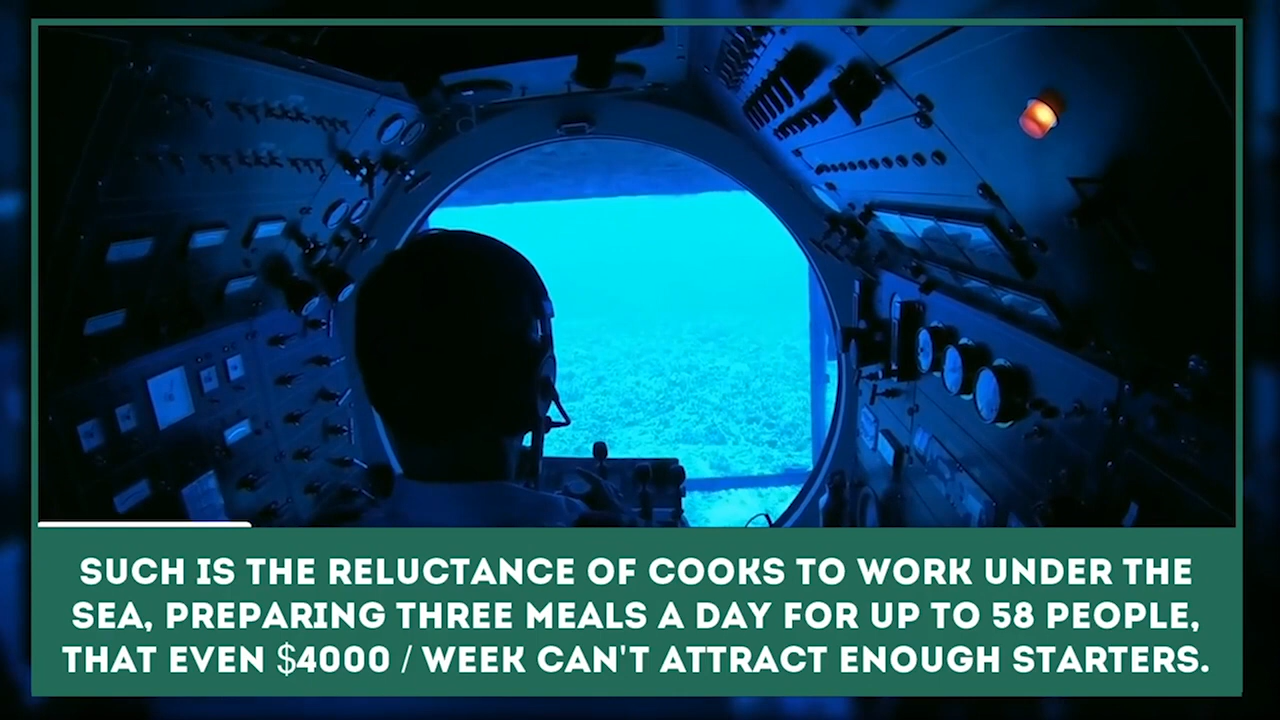 SUCH IS THE RELUCTANCE OF COOKS TO WORK UNDER THE
SEA, PREPARING THREE MEALS A DAY FOR UP TO 58 PEOPLE,
THAT EVEN $4000 / WEEK CAN'T ATTRACT ENOUGH STARTERS.